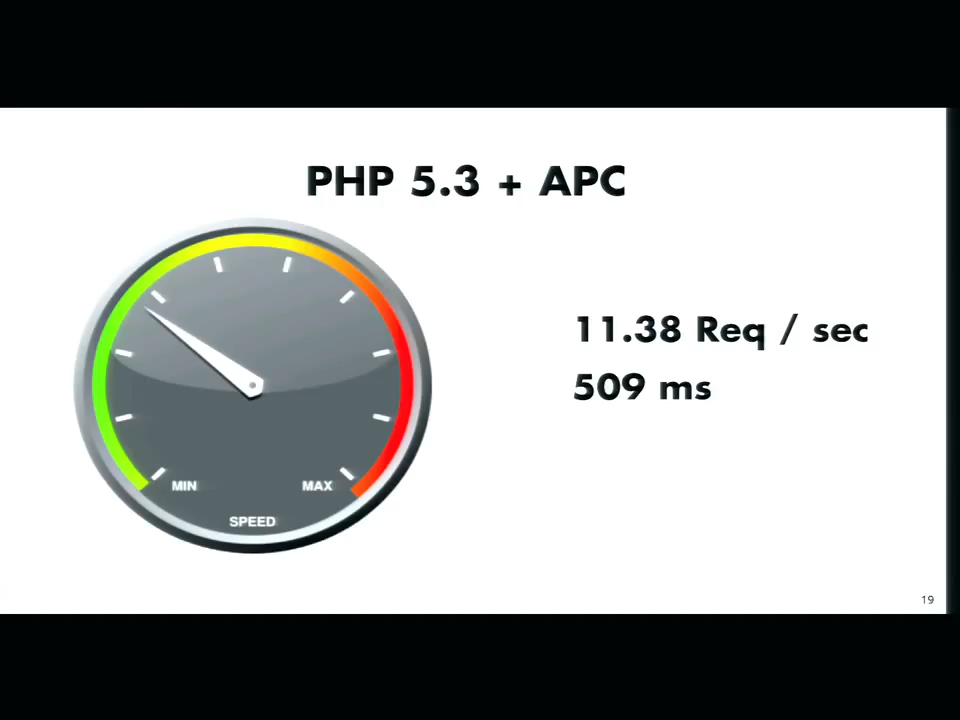 PHP 5.3 + APC
11.38 Req / sec
509 ms
MIN
MAX
SPEED
19